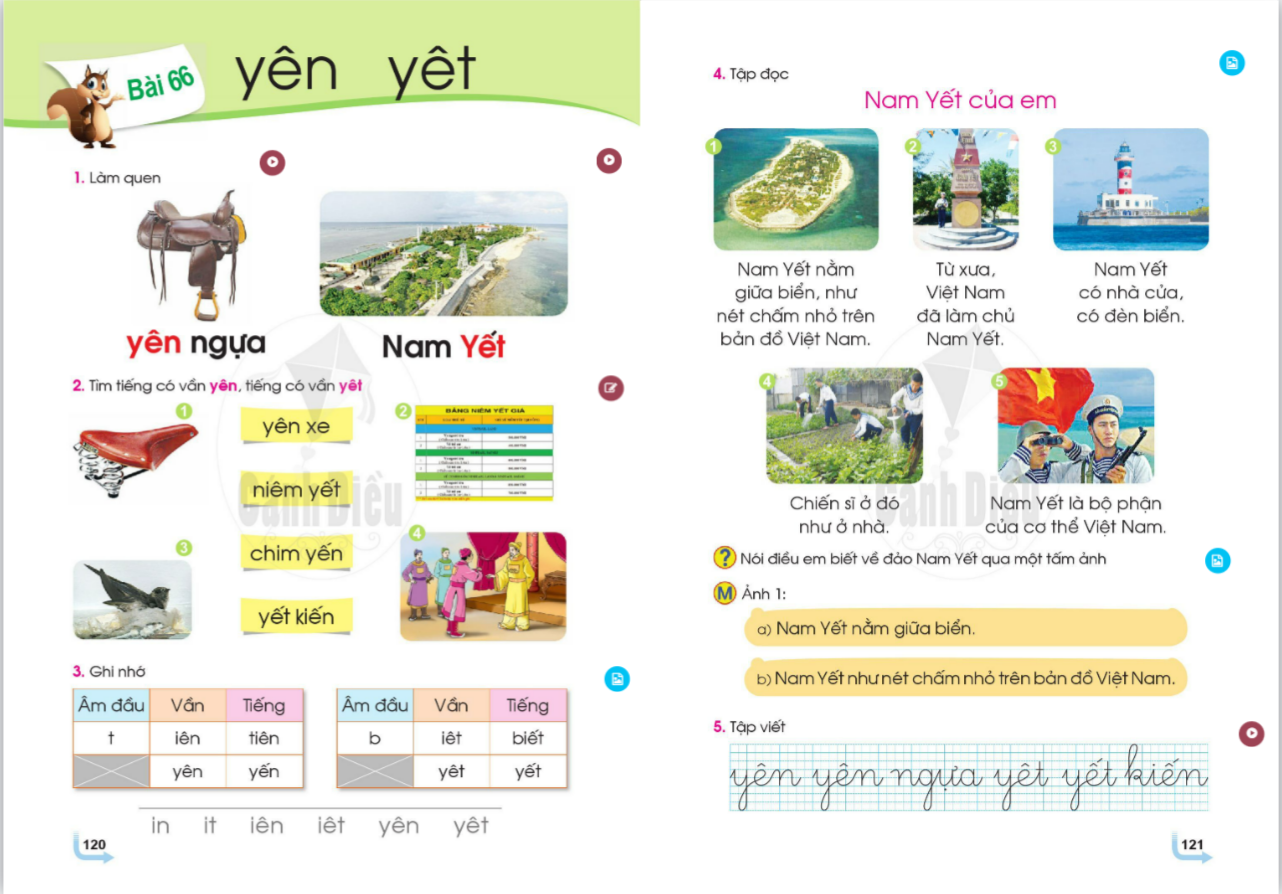 Bài 66
yên yêt
1. Làm quen
yên ngựa
Nam Yết
2. Tìm tiếng có vần yên, tiếng có vần yêt
1
yên xe
2
BẢNG NIÊM YẾT GIÁ
niêm yết
3
chim yến
4
yết kiến
Cánh Diều
3. Ghi nhớ
Âm đầu Vần Tiếng
t iên tiên
yên yến
Âm đầu Vần Tiếng
b iêt biết
yêt yết
in it iên iêt yên yêt
120
4. Tập đọc
Nam Yết của em
1
Nam Yết nằm
giữa biển, như
nét chấm nhỏ trên
bản đồ Việt Nam.
2
Từ xưa,
Việt Nam
đã làm chủ
Nam Yết.
3
Nam Yết
có nhà cửa,
có đèn biển.
4
Chiến sĩ ở đó
như ở nhà.
5
Nam Yết là bộ phận
của cơ thể Việt Nam.
Cánh Diều
? Nói điều em biết về đảo Nam Yết qua một tấm ảnh
M Ảnh 1:
a) Nam Yết nằm giữa biển.
b) Nam Yết như nét chấm nhỏ trên bản đồ Việt Nam.
5. Tập viết
yên yên ngựa yêt yết kiến
121